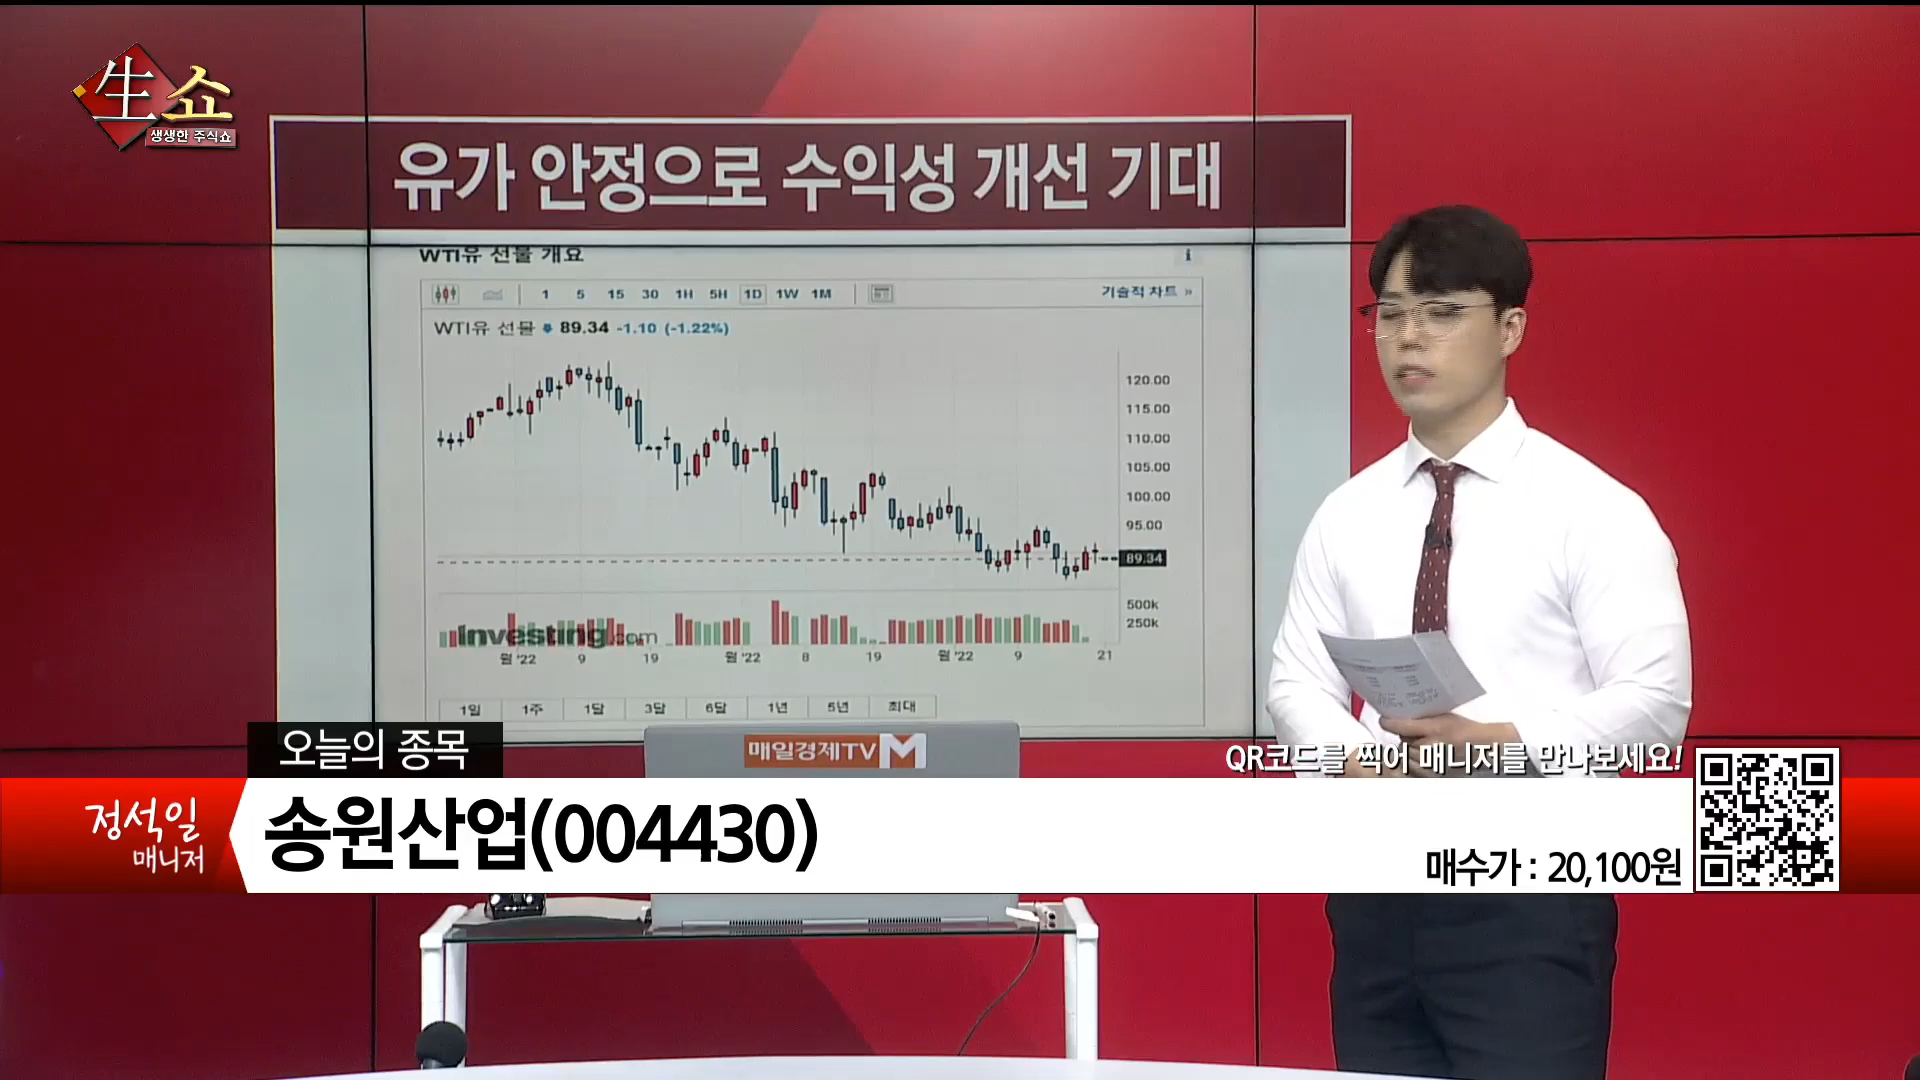 生쇼
생생한 주식쇼
유가 안정으로 수익성 개선 기대
WTI유 선물 개요
i
1 5 15 30 1H 5H 1D 1W 1M
기술적 차트 »
WTI유 선물 89.34 -1.10 (-1.22%)
120.00
115.00
110.00
105.00
100.00
95.00
89.34
500k
250k
Investing.com
월 '22 9 19 월 '22 8 19 월 '22 9 21
1일 1주 1달 3달 6달 1년 5년 최대
매일경제TV M
오늘의 종목
QR코드를 찍어 매니저를 만나보세요!
정석일
매니저
송원산업(004430)
매수가 : 20,100원